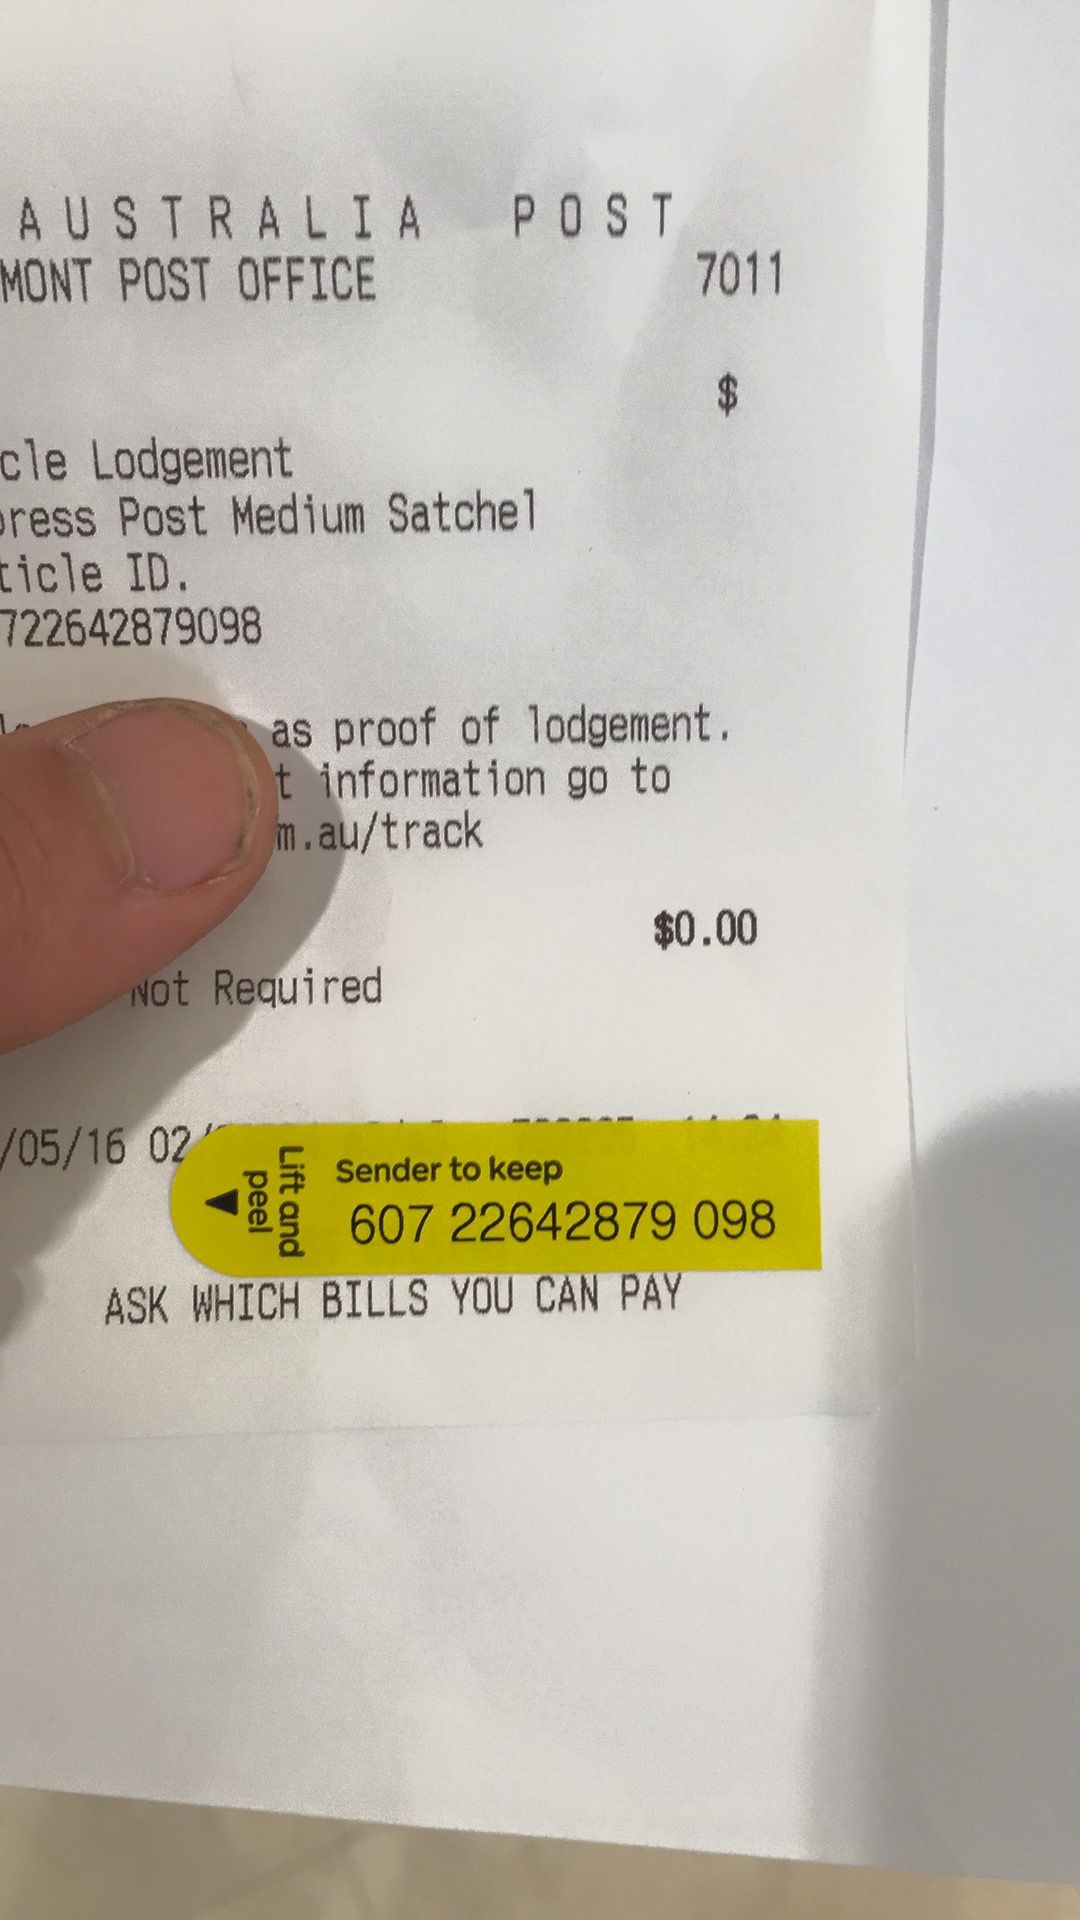 AUSTRALIA POST
MONT POST OFFICE 7011
$
cle Lodgement
press Post Medium Satchel
ticle ID.
722642879098
as proof of lodgement.
t information go to
m.au/track
$0.00
Not Required
/05/16 02/
Lift and
peel
Sender to keep
607 22642879 098
ASK WHICH BILLS YOU CAN PAY